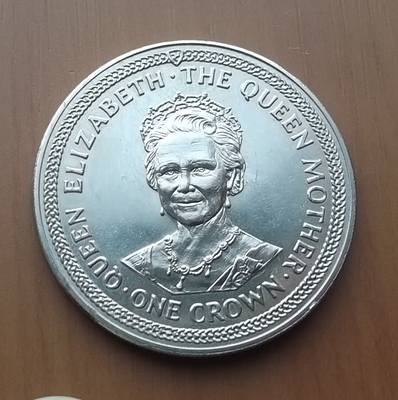 QUEEN ELIZABETH · THE QUEEN MOTHER ·
ONE CROWN ·